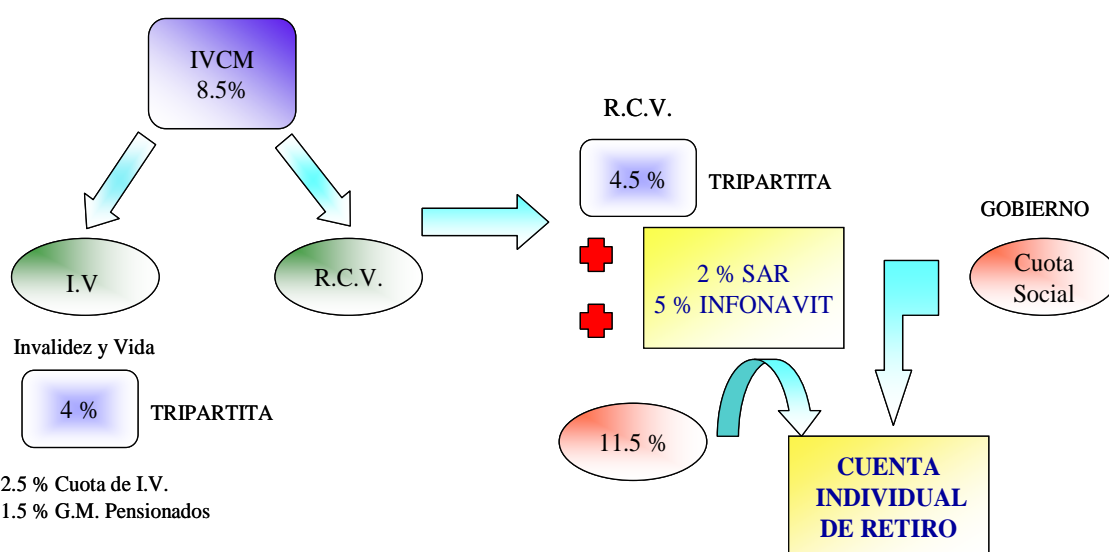 IVCM
8.5%
I.V
R.C.V.
Invalidez y Vida
4 %
TRIPARTITA
2.5 % Cuota de I.V.
1.5 % G.M. Pensionados
R.C.V.
4.5 %
TRIPARTITA
2 % SAR
5 % INFONAVIT
11.5 %
GOBIERNO
Cuota
Social
CUENTA
INDIVIDUAL
DE RETIRO